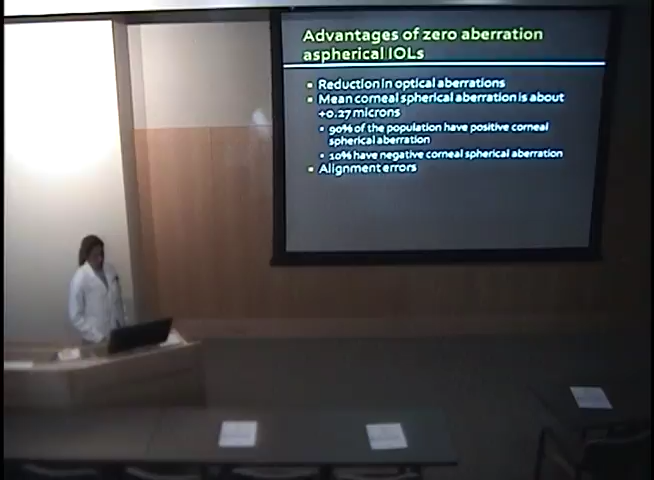 Advantages of zero aberration
aspherical IOLs
Reduction in optical aberrations
Mean corneal spherical aberration is about
+0.27 microns
90% of the population have positive corneal
spherical aberration
10% have negative corneal spherical aberration
Alignment errors